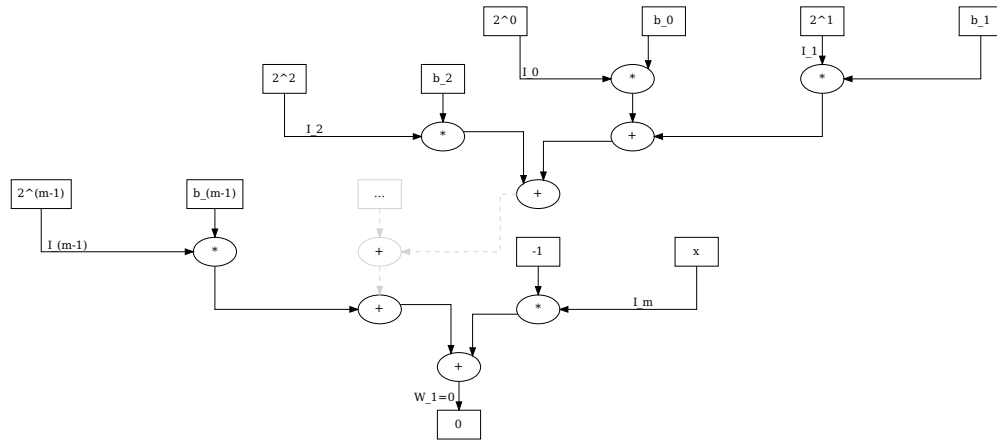 2^0
b_0
2^1
b_1
I_1
2^2
b_2
I_0
*
*
I_2
*
+
2^(m-1)
b_(m-1)
...
+
I_(m-1)
*
+
-1
x
+
*
I_m
+
W_1=0
0